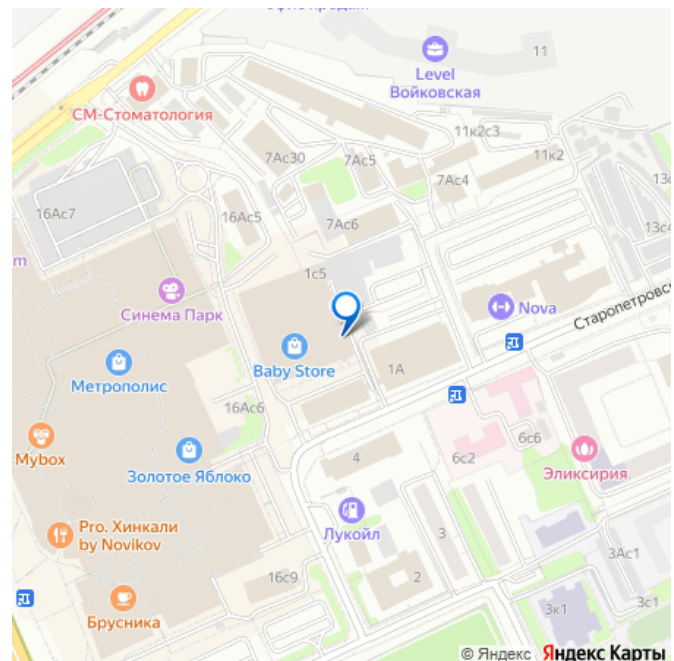 11
Level
Войковская
СМ-Стоматология
11к2с3
7Ас30
7Ас5
11к2
7Ас4
16Ас7
16Ас5
7Ас6
1с5
m
Синема Парк
Nova
Baby Store
1А
Метрополис
16Ас6
Mybox
Золотое Яблоко
4
6с2
6с6
Эликсирия
Pro. Хинкали
by Novikov
Лукойл
3
3Ас1
16с9
2
Брусника
3к1
3с1
© Яндекс Яндекс Карты